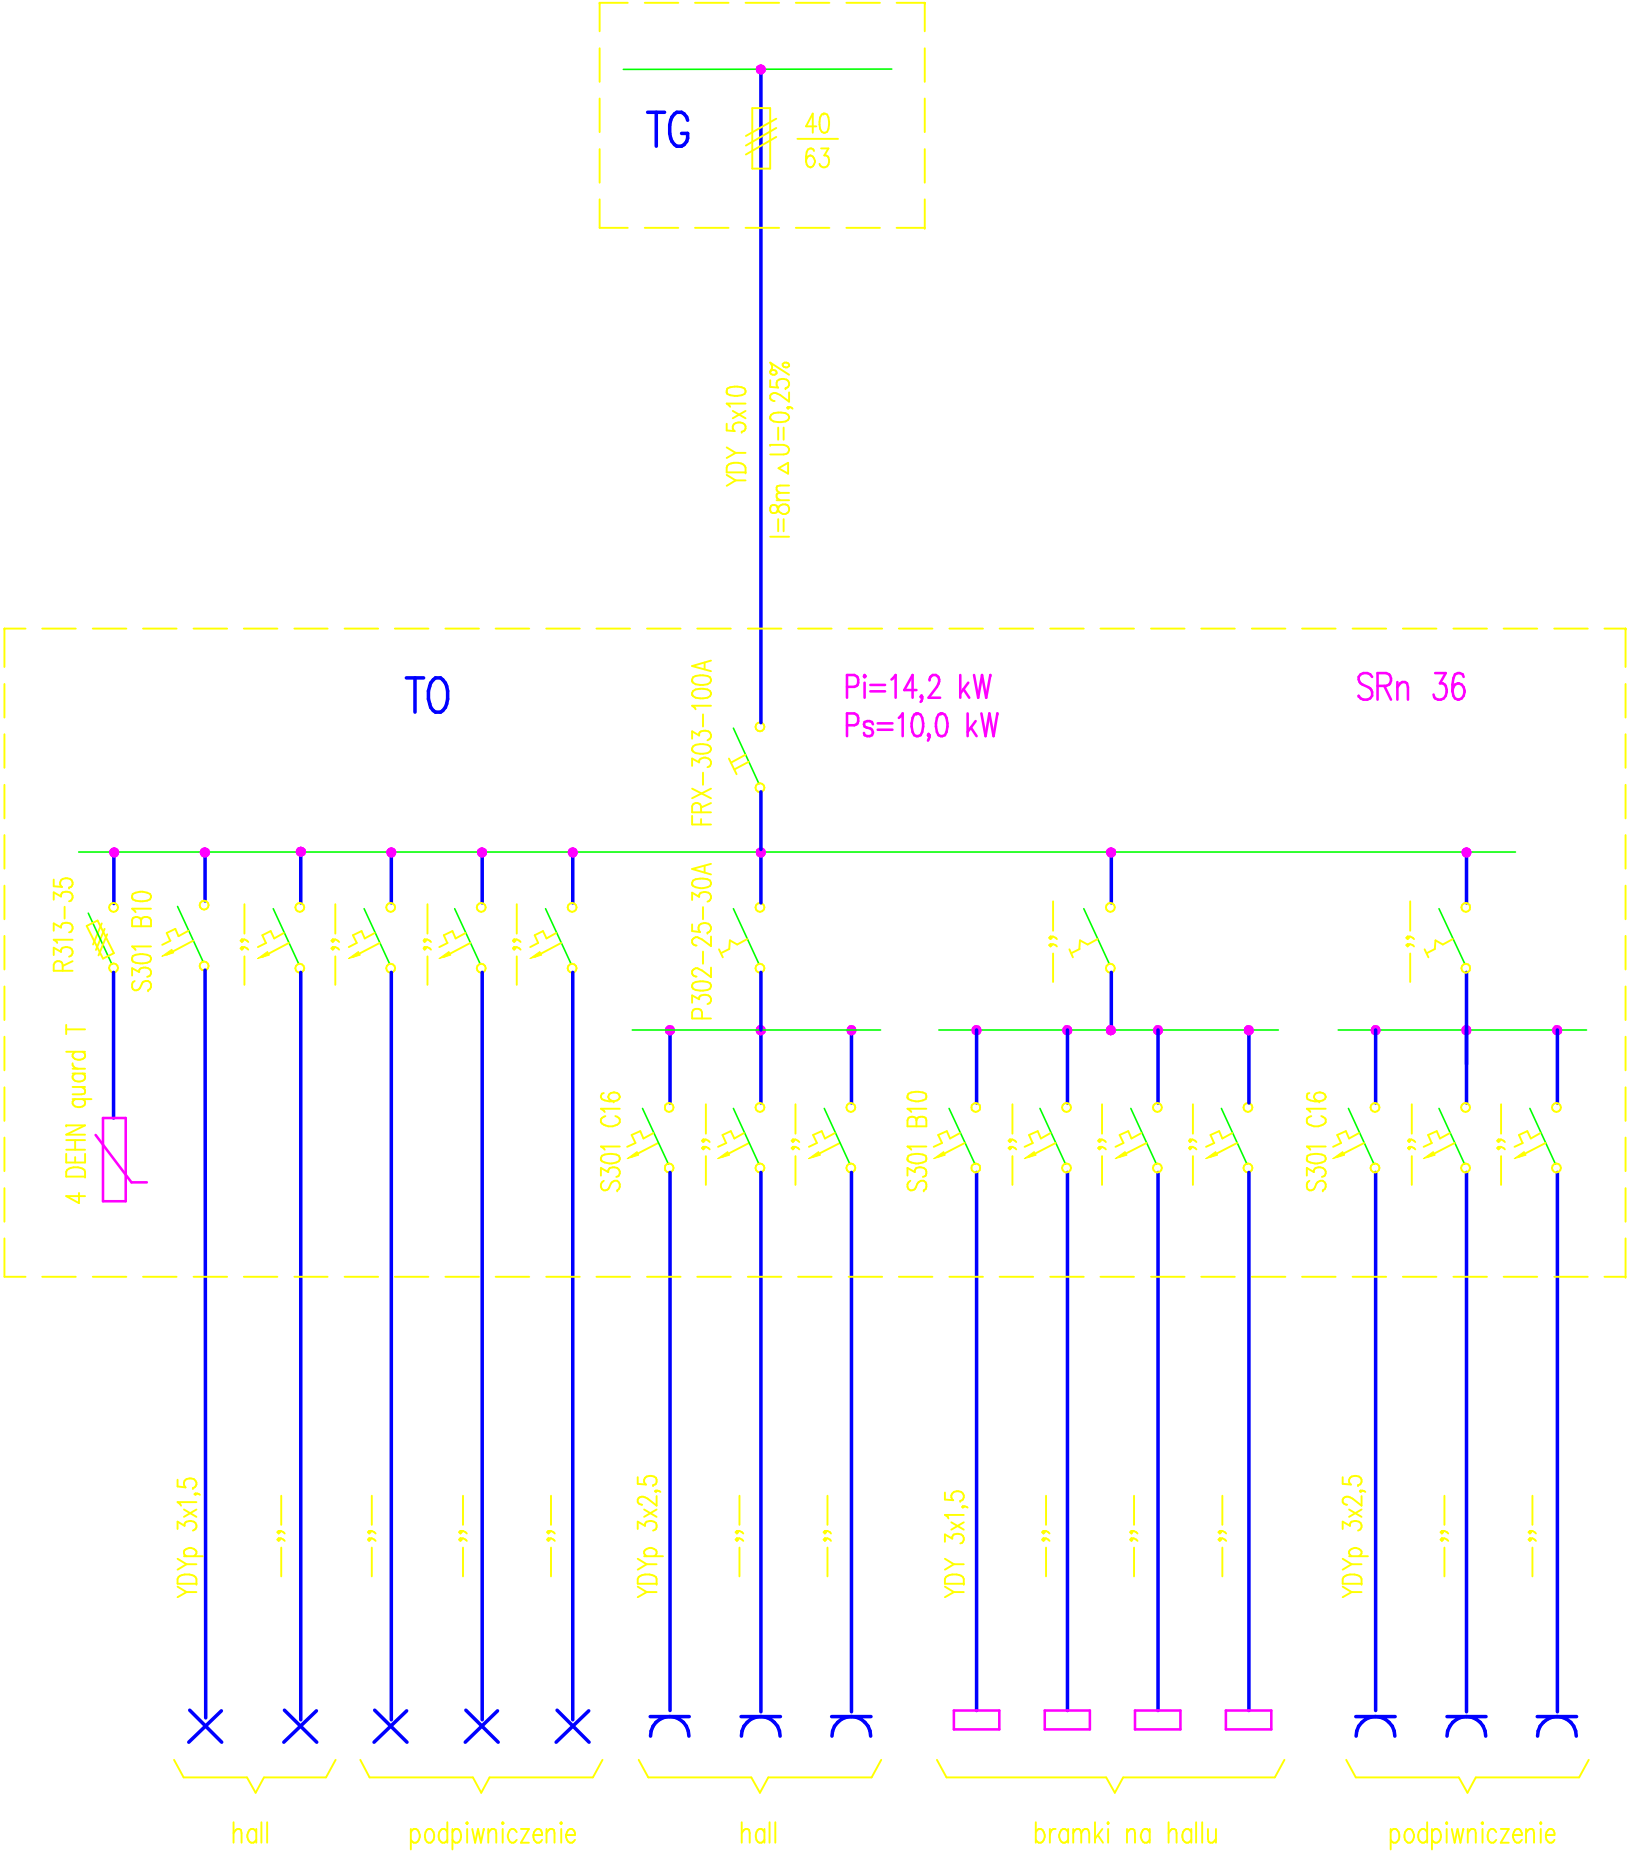 TG
40
63
YDY 5x10
l=8m △U=0,25%
TO
FRX-303-100A
Pi=14,2 kW
Ps=10,0 kW
SRn 36
R313-35
S301 B10
—"—
—"—
—"—
—"—
P302-25-30A
—"—
—"—
4 DEHN quard T
S301 C16
—"—
—"—
S301 B10
—"—
—"—
—"—
S301 C16
—"—
—"—
YDYp 3x1,5
—"—
—"—
—"—
—"—
YDYp 3x2,5
—"—
—"—
YDY 3x1,5
—"—
—"—
—"—
YDYp 3x2,5
—"—
—"—
hall
podpiwniczenie
hall
bramki na hallu
podpiwniczenie